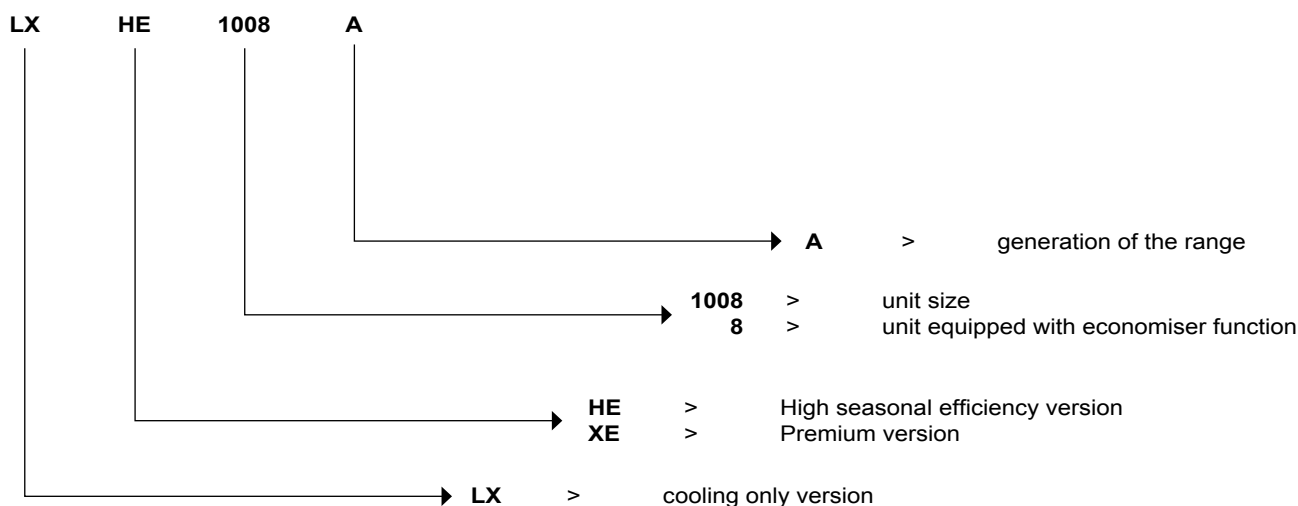 LX HE 1008 A
A > generation of the range
1008 > unit size
8 > unit equipped with economiser function
HE > High seasonal efficiency version
XE > Premium version
LX > cooling only version